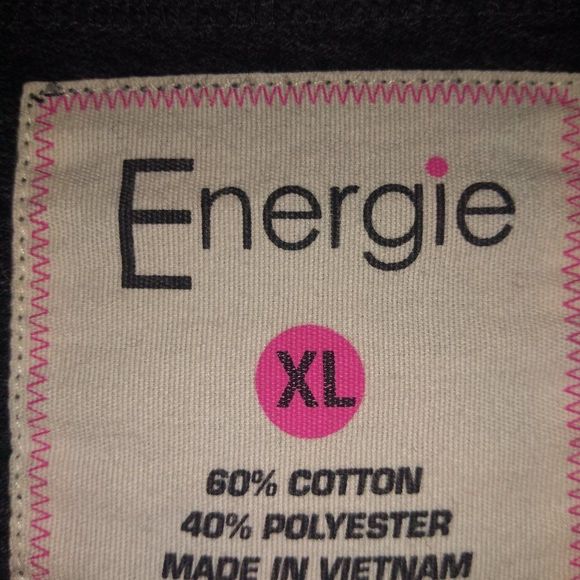 Energie
XL
60% COTTON
40% POLYESTER
MADE IN VIETNAM